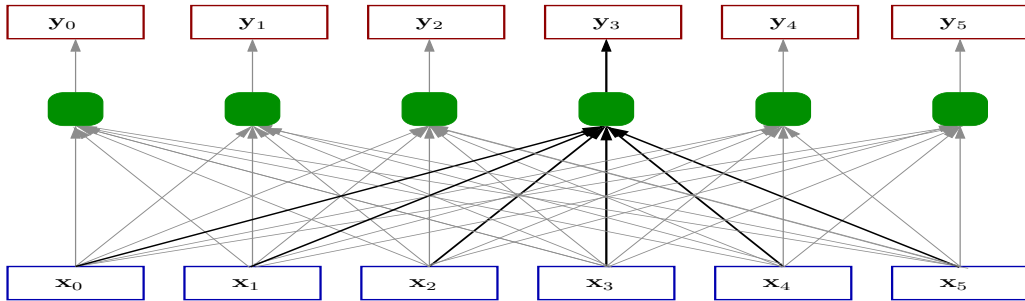 y₀ y₁ y₂ y₃ y₄ y₅
x₀ x₁ x₂ x₃ x₄ x₅